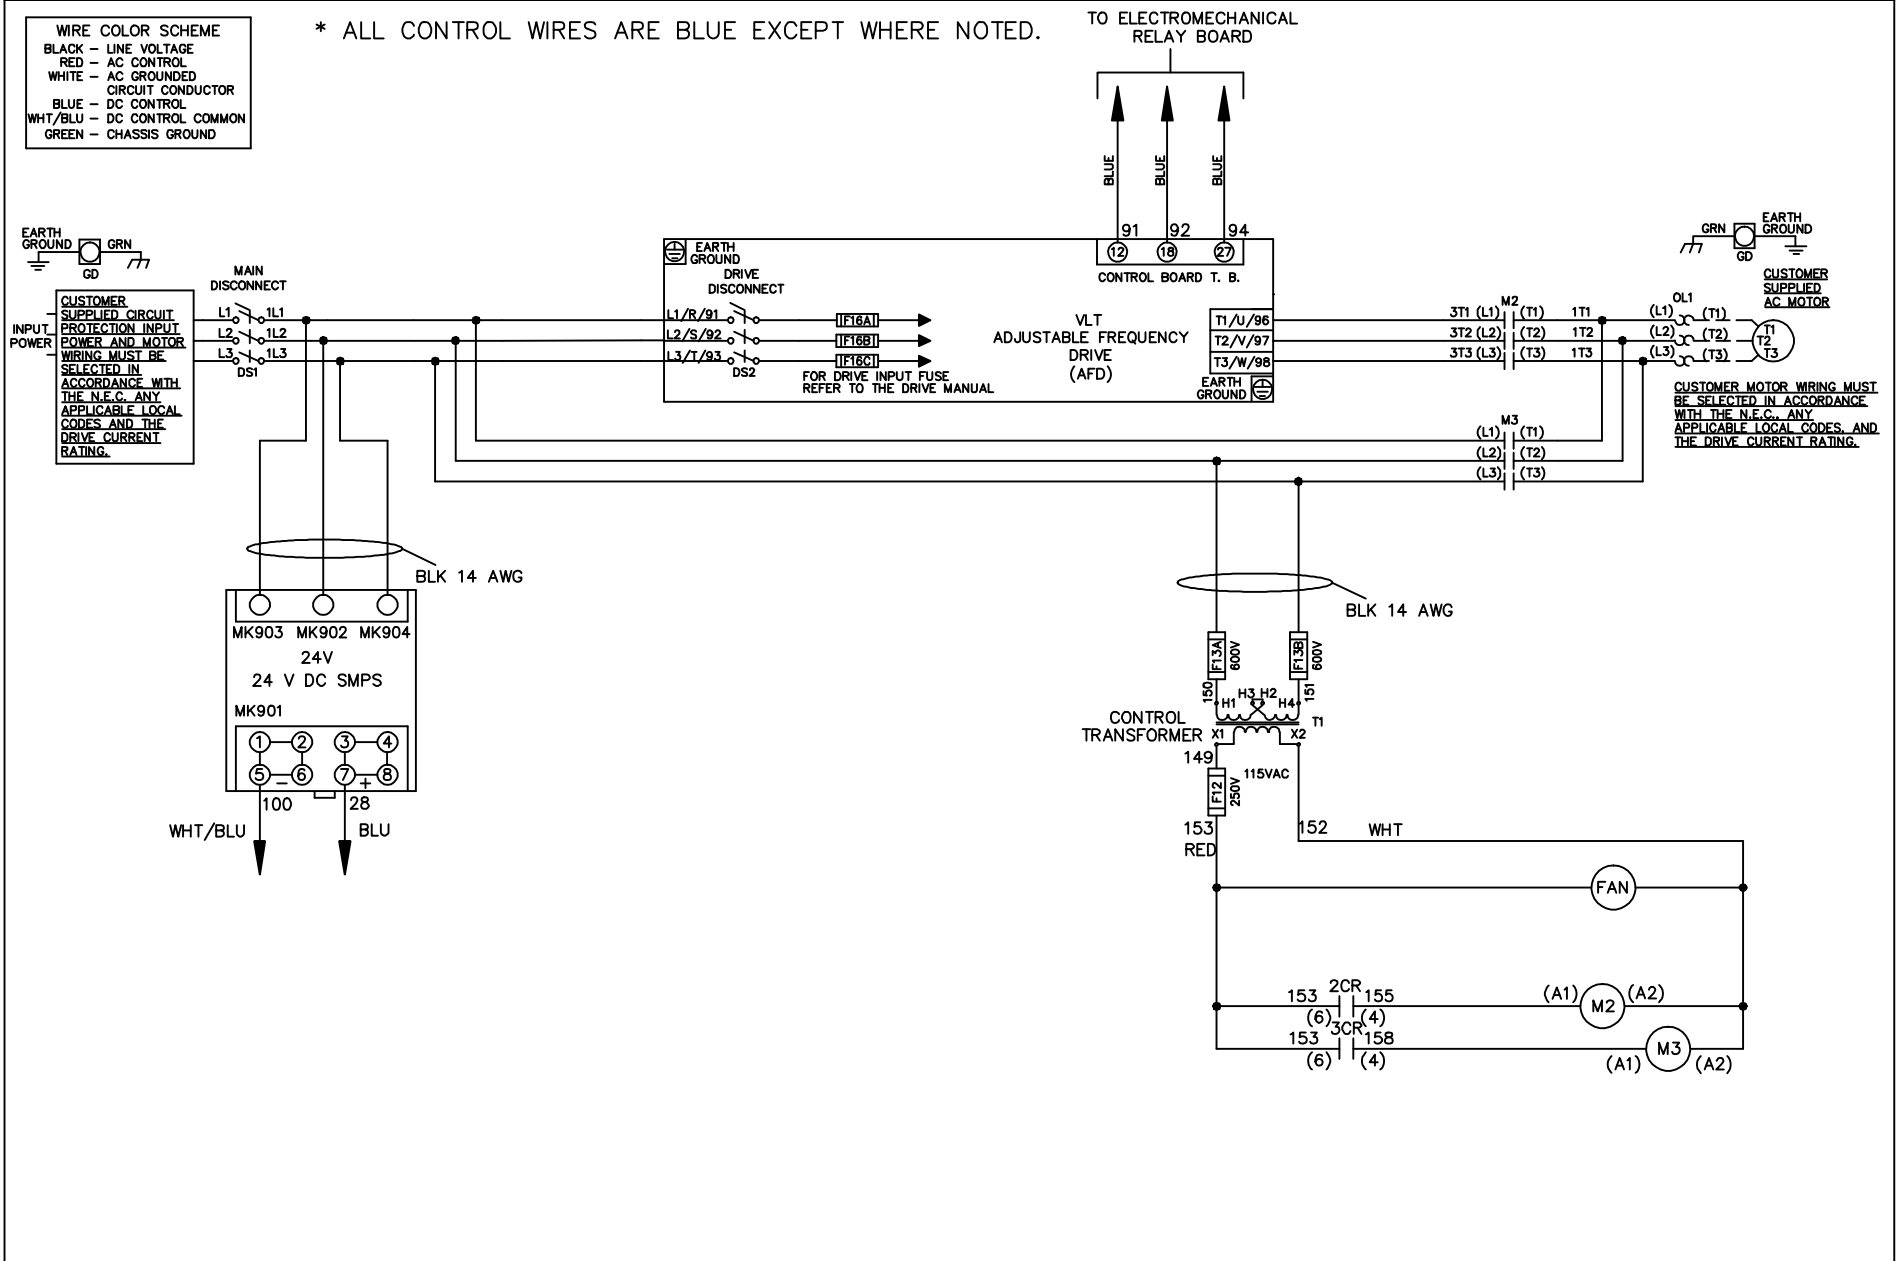 WIRE COLOR SCHEME
BLACK – LINE VOLTAGE
RED – AC CONTROL
WHITE – AC GROUNDED
CIRCUIT CONDUCTOR
BLUE – DC CONTROL
WHT/BLU – DC CONTROL COMMON
GREEN – CHASSIS GROUND
* ALL CONTROL WIRES ARE BLUE EXCEPT WHERE NOTED.
TO ELECTROMECHANICAL
RELAY BOARD
BLUE
BLUE
BLUE
91 92 94
12 18 27
CONTROL BOARD T. B.
EARTH
GROUND
GRN
GD
MAIN
DISCONNECT
CUSTOMER
SUPPLIED CIRCUIT
PROTECTION INPUT
POWER AND MOTOR
WIRING MUST BE
SELECTED IN
ACCORDANCE WITH
THE N.E.C. ANY
APPLICABLE LOCAL
CODES AND THE
DRIVE CURRENT
RATING.
INPUT
POWER
L1 1L1
L2 1L2
L3 1L3
DS1
EARTH
GROUND
DRIVE
DISCONNECT
L1/R/91
L2/S/92
L3/T/93
DS2
IF16A
IF16B
IF16C
FOR DRIVE INPUT FUSE
REFER TO THE DRIVE MANUAL
VLT
ADJUSTABLE FREQUENCY
DRIVE
(AFD)
T1/U/96
T2/V/97
T3/W/98
EARTH
GROUND
M2
3T1 (L1) (T1) 1T1
3T2 (L2) (T2) 1T2
3T3 (L3) (T3) 1T3
OL1
(L1) (T1)
(L2) (T2)
(L3) (T3)
T1
T2
T3
GRN
GD
EARTH
GROUND
CUSTOMER
SUPPLIED
AC MOTOR
CUSTOMER MOTOR WIRING MUST
BE SELECTED IN ACCORDANCE
WITH THE N.E.C., ANY
APPLICABLE LOCAL CODES, AND
THE DRIVE CURRENT RATING.
M3
(L1) (T1)
(L2) (T2)
(L3) (T3)
BLK 14 AWG
MK903 MK902 MK904
24V
24 V DC SMPS
MK901
1 2 3 4
5 6 7 8
– +
100 28
WHT/BLU BLU
BLK 14 AWG
F13A
600V
F13B
600V
150
151
H1 H3 H2 H4
T1
CONTROL
TRANSFORMER
X1 X2
149
115VAC
F12
250V
153
RED
152 WHT
FAN
2CR
153 155
(6) (4)
(A1) M2 (A2)
3CR
153 158
(6) (4)
(A1) M3 (A2)